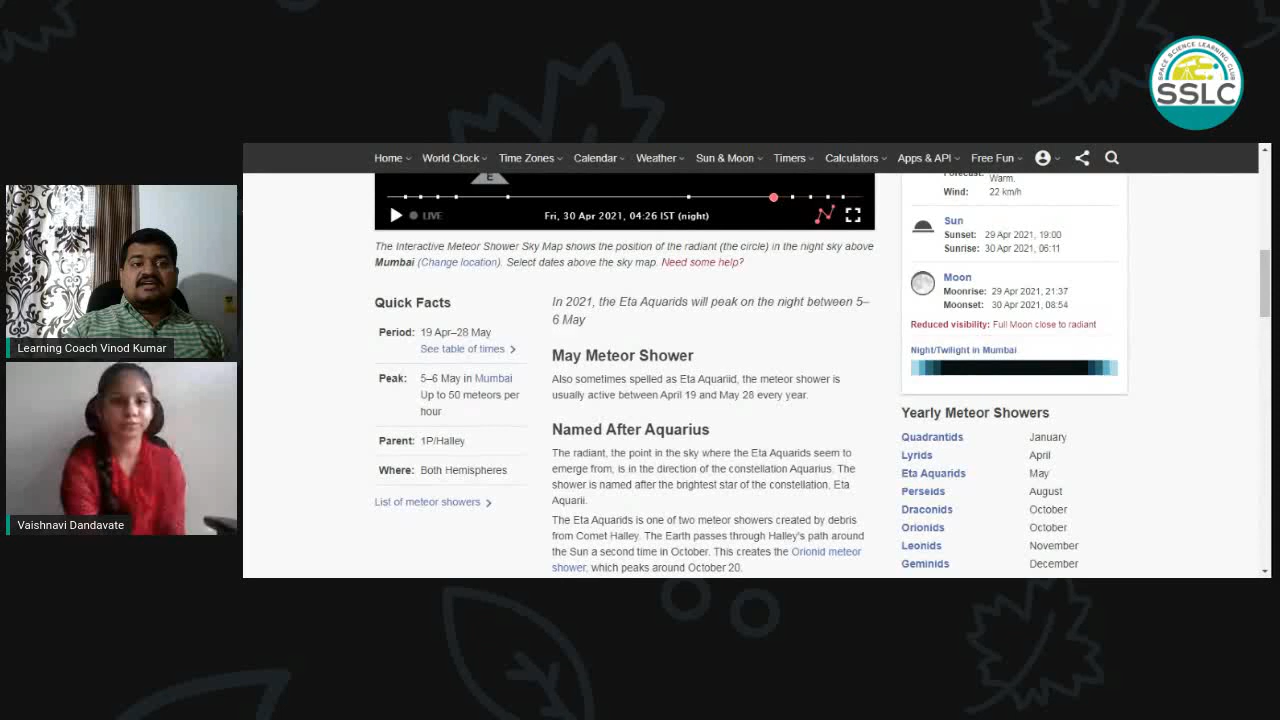 SPACE SCIENCE LEARNING CLUB
SSLC
Home World Clock Time Zones Calendar Weather Sun & Moon Timers Calculators Apps & API Free Fun
E
LIVE
Fri, 30 Apr 2021, 04:26 IST (night)
The Interactive Meteor Shower Sky Map shows the position of the radiant (the circle) in the night sky above
Mumbai (Change location). Select dates above the sky map. Need some help?
Quick Facts
Period: 19 Apr–28 May
See table of times
Peak: 5–6 May in Mumbai
Up to 50 meteors per
hour
Parent: 1P/Halley
Where: Both Hemispheres
List of meteor showers
In 2021, the Eta Aquarids will peak on the night between 5–
6 May
May Meteor Shower
Also sometimes spelled as Eta Aquariid, the meteor shower is
usually active between April 19 and May 28 every year.
Named After Aquarius
The radiant, the point in the sky where the Eta Aquarids seem to
emerge from, is in the direction of the constellation Aquarius. The
shower is named after the brightest star of the constellation, Eta
Aquarii.
The Eta Aquarids is one of two meteor showers created by debris
from Comet Halley. The Earth passes through Halley's path around
the Sun a second time in October. This creates the Orionid meteor
shower, which peaks around October 20.
Forecast:
Warm.
Wind: 22 km/h
Sun
Sunset: 29 Apr 2021, 19:00
Sunrise: 30 Apr 2021, 06:11
Moon
Moonrise: 29 Apr 2021, 21:37
Moonset: 30 Apr 2021, 08:54
Reduced visibility: Full Moon close to radiant
Night/Twilight in Mumbai
Yearly Meteor Showers
Quadrantids January
Lyrids April
Eta Aquarids May
Perseids August
Draconids October
Orionids October
Leonids November
Geminids December
Learning Coach Vinod Kumar
Vaishnavi Dandavate